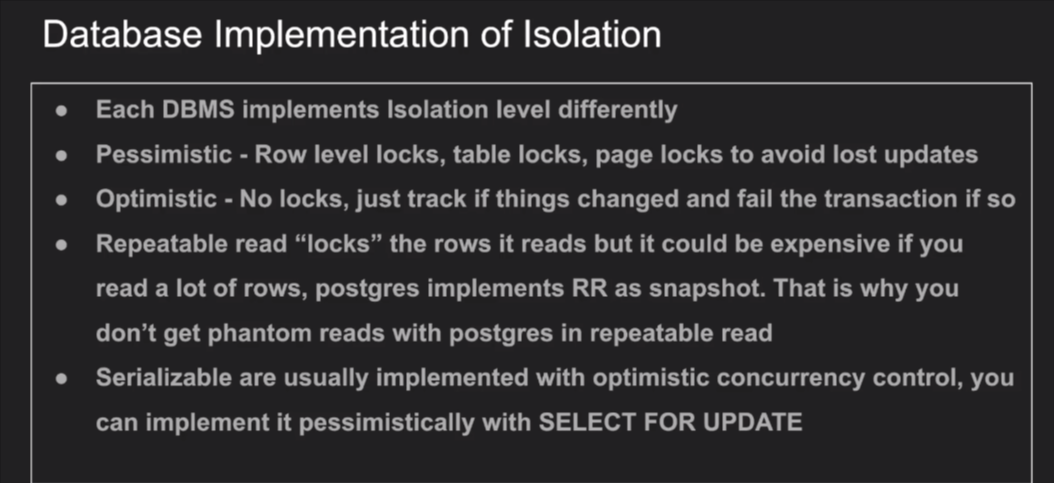 Database Implementation of Isolation
● Each DBMS implements Isolation level differently
● Pessimistic - Row level locks, table locks, page locks to avoid lost updates
● Optimistic - No locks, just track if things changed and fail the transaction if so
● Repeatable read “locks” the rows it reads but it could be expensive if you
read a lot of rows, postgres implements RR as snapshot. That is why you
don’t get phantom reads with postgres in repeatable read
● Serializable are usually implemented with optimistic concurrency control, you
can implement it pessimistically with SELECT FOR UPDATE